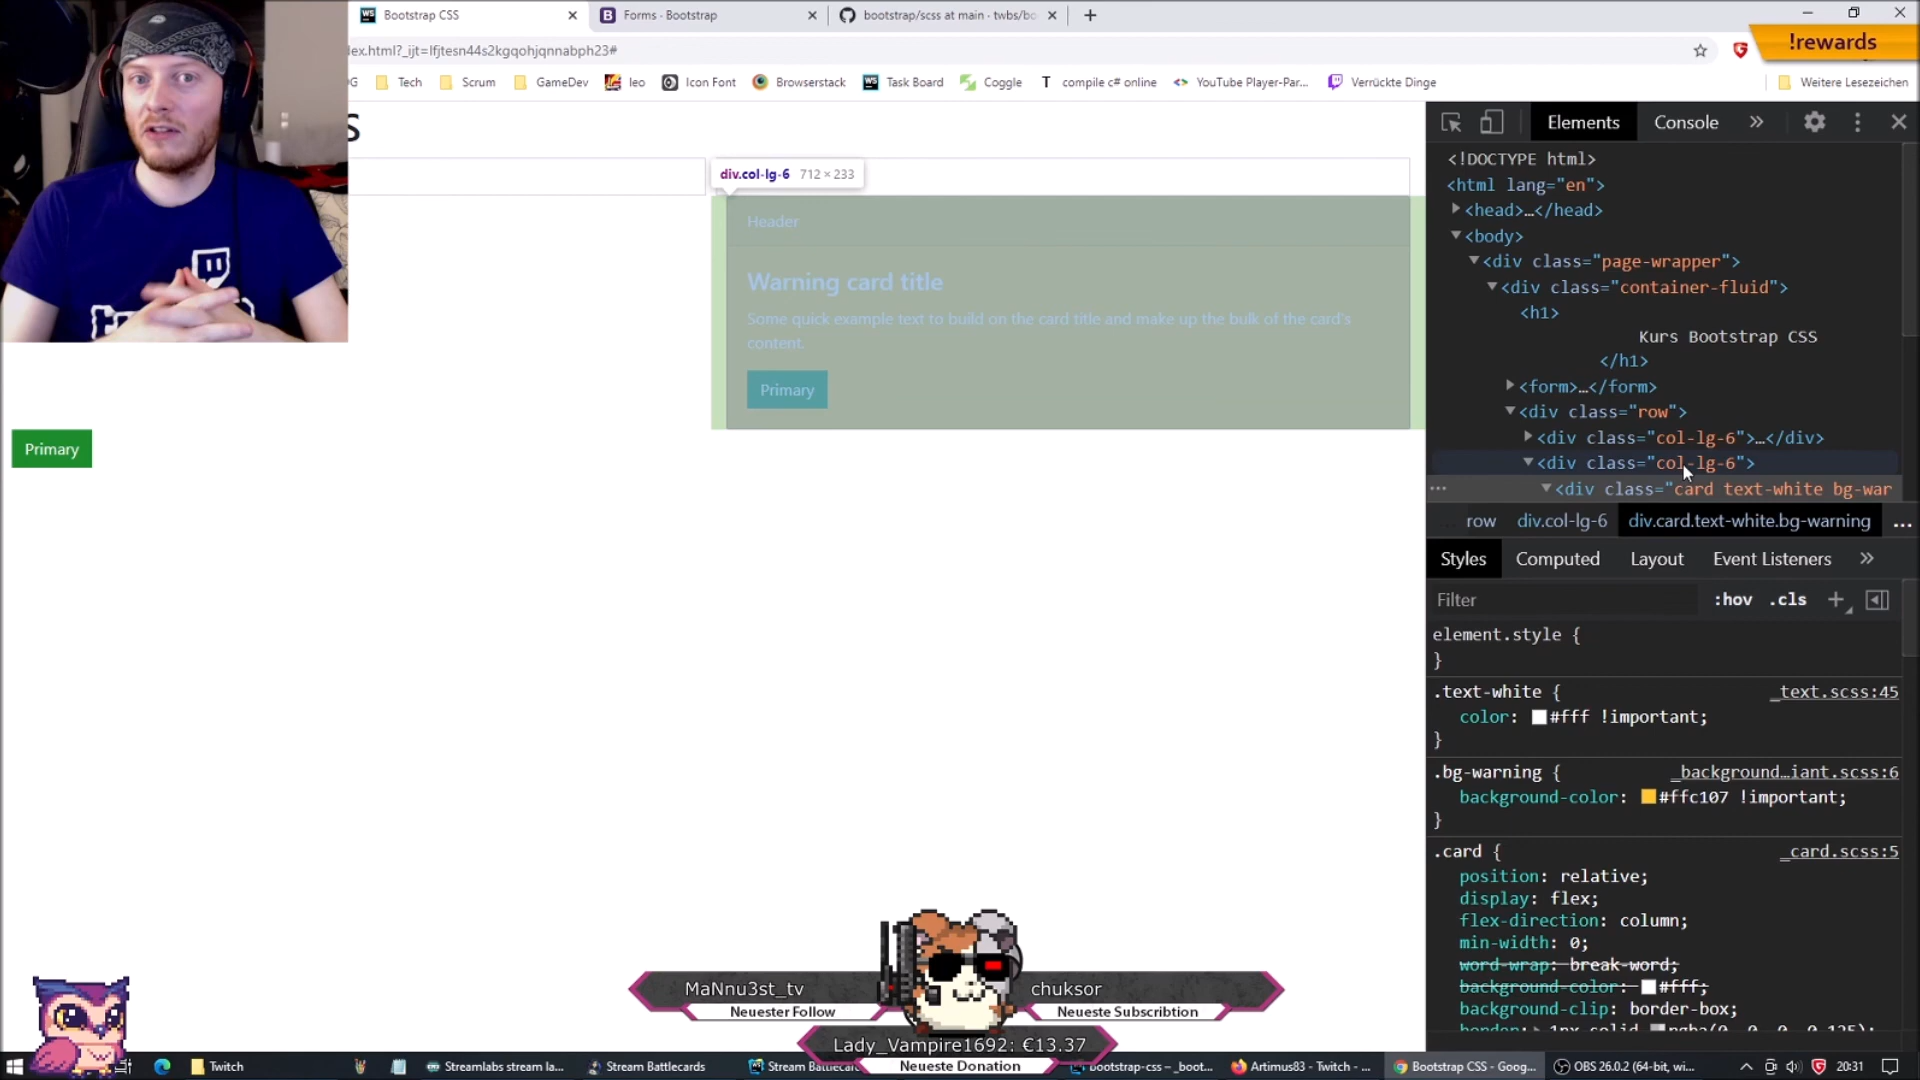 Bootstrap CSS
Forms · Bootstrap
bootstrap/scss at main · twbs/bo
!rewards
ex.html?_ijt=lfjtesn44s2kgqohjqnnabph23#
Tech
Scrum
GameDev
leo
Icon Font
Browserstack
Task Board
Coggle
compile c# online
YouTube Player-Par...
Verrückte Dinge
Weitere Lesezeichen
S
div.col-lg-6 712 × 233
Header
Warning card title
Some quick example text to build on the card title and make up the bulk of the card's
content.
Primary
Primary
Elements
Console
<!DOCTYPE html>
<html lang="en">
<head>…</head>
<body>
<div class="page-wrapper">
<div class="container-fluid">
<h1>
Kurs Bootstrap CSS
</h1>
<form>…</form>
<div class="row">
<div class="col-lg-6">…</div>
<div class="col-lg-6">
<div class="card text-white bg-war
row div.col-lg-6 div.card.text-white.bg-warning ...
Styles Computed Layout Event Listeners
Filter :hov .cls
element.style {
}
.text-white { _text.scss:45
color: #fff !important;
}
.bg-warning { _background…iant.scss:6
background-color: #ffc107 !important;
}
.card { _card.scss:5
position: relative;
display: flex;
flex-direction: column;
min-width: 0;
word-wrap: break-word;
background-color: #fff;
background-clip: border-box;
border: 1px solid rgba(0, 0, 0, 0.125);
MaNnu3st_tv
Neuester Follow
chuksor
Neueste Subscribtion
Lady_Vampire1692: €13.37
Neueste Donation
Twitch
Streamlabs stream la...
Stream Battlecards
Stream Battlecar
bootstrap-css – _boot...
Artimus83 - Twitch - ...
Bootstrap CSS - Goog...
OBS 26.0.2 (64-bit, wi...
20:31